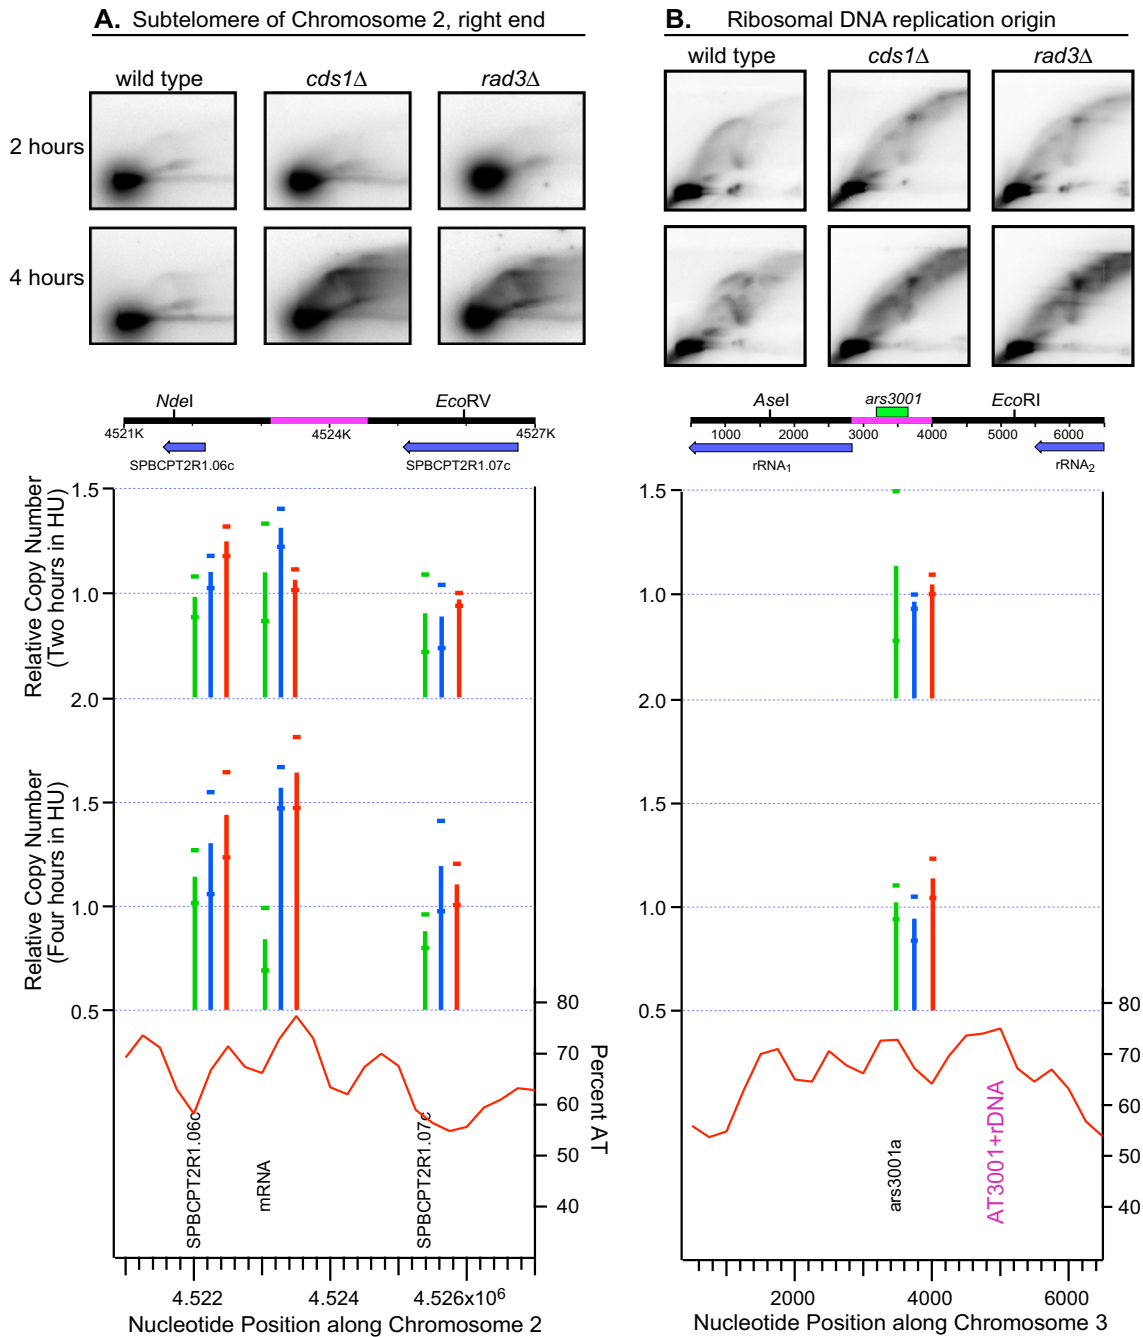 A. Subtelomere of Chromosome 2, right end
B. Ribosomal DNA replication origin
wild type cds1Δ rad3Δ
wild type cds1Δ rad3Δ
2 hours
4 hours
NdeI EcoRV
4521K 4524K 4527K
SPBCPT2R1.06c SPBCPT2R1.07c
AseI ars3001 EcoRI
1000 2000 3000 4000 5000 6000
rRNA1 rRNA2
Relative Copy Number
(Two hours in HU)
1.5
1.0
2.0
Relative Copy Number
(Four hours in HU)
1.5
1.0
0.5
80
70
60
50
40
Percent AT
SPBCPT2R1.06c
mRNA
SPBCPT2R1.07c
4.522 4.524 4.526x10⁶
Nucleotide Position along Chromosome 2
1.5
1.0
2.0
1.5
1.0
0.5
80
70
60
50
40
ars3001a
AT3001+rDNA
2000 4000 6000
Nucleotide Position along Chromosome 3